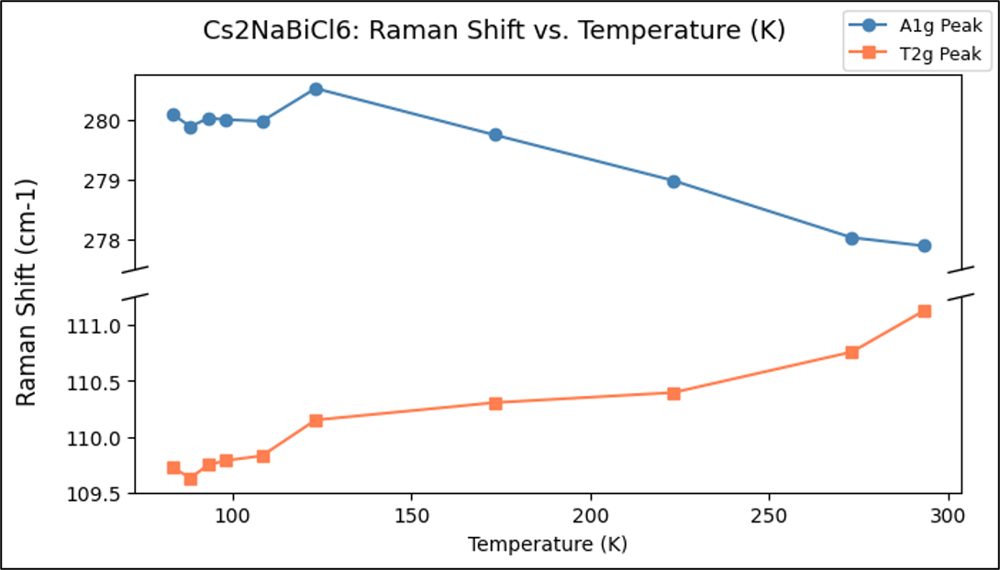 Cs2NaBiCl6: Raman Shift vs. Temperature (K)
A1g Peak
T2g Peak
Raman Shift (cm-1)
280
279
278
111.0
110.5
110.0
109.5
100
150
200
250
300
Temperature (K)